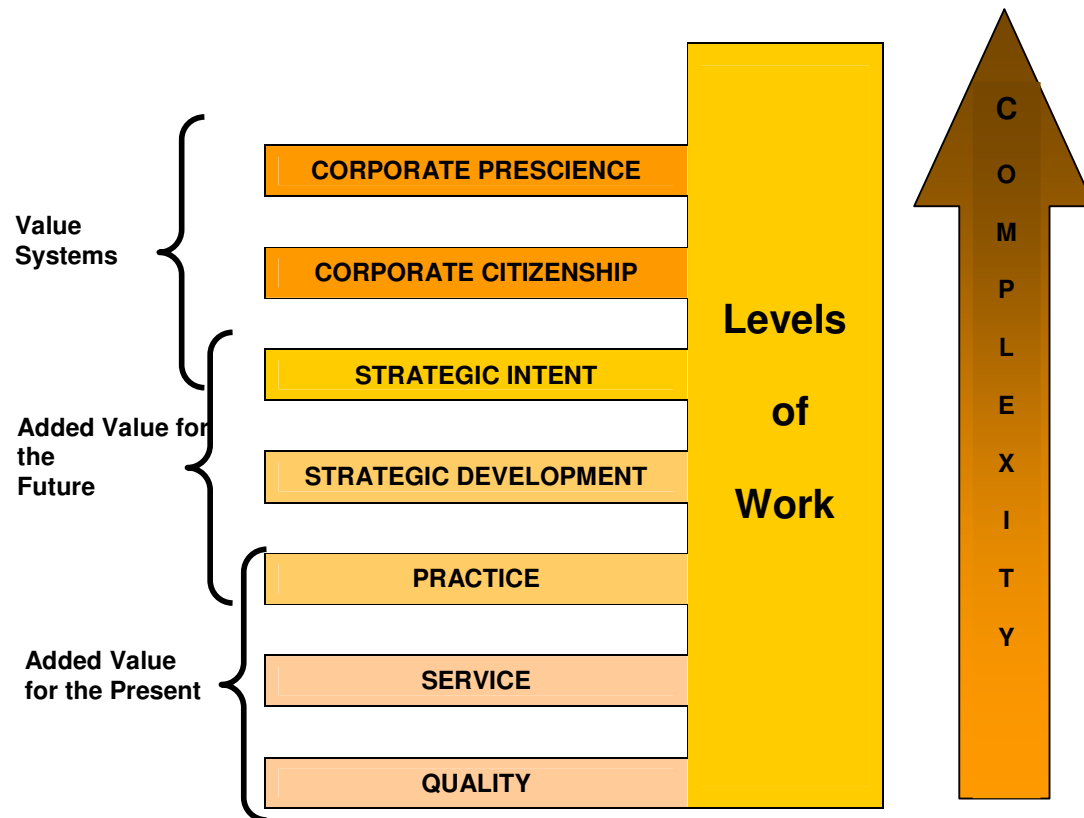 Value
Systems
Added Value for
the
Future
Added Value
for the Present
CORPORATE PRESCIENCE
CORPORATE CITIZENSHIP
STRATEGIC INTENT
STRATEGIC DEVELOPMENT
PRACTICE
SERVICE
QUALITY
Levels
of
Work
C
O
M
P
L
E
X
I
T
Y